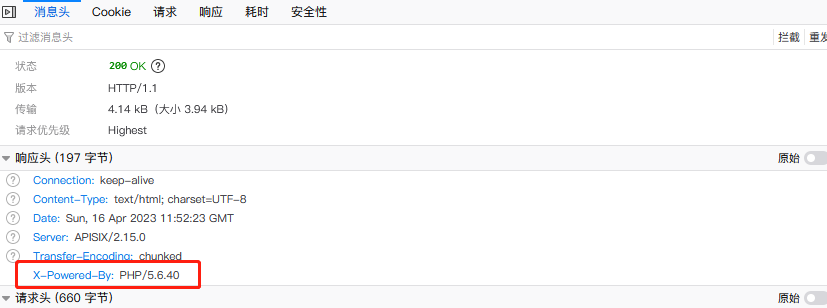 消息头 Cookie 请求 响应 耗时 安全性
过滤消息头 拦截 重发
状态 200 OK ?
版本 HTTP/1.1
传输 4.14 kB (大小 3.94 kB)
请求优先级 Highest
响应头 (197 字节) 原始
? Connection: keep-alive
? Content-Type: text/html; charset=UTF-8
? Date: Sun, 16 Apr 2023 11:52:23 GMT
? Server: APISIX/2.15.0
? Transfer-Encoding: chunked
X-Powered-By: PHP/5.6.40
请求头 (660 字节) 原始